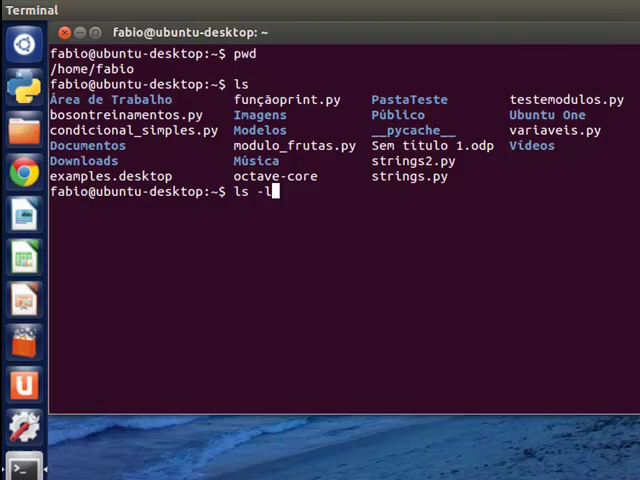 Terminal
fabio@ubuntu-desktop: ~
fabio@ubuntu-desktop:~$ pwd
/home/fabio
fabio@ubuntu-desktop:~$ ls
Área de Trabalho funçãoprint.py PastaTeste testemodulos.py
bosontreinamentos.py Imagens Público Ubuntu One
condicional_simples.py Modelos __pycache__ variaveis.py
Documentos modulo_frutas.py Sem título 1.odp Vídeos
Downloads Música strings2.py
examples.desktop octave-core strings.py
fabio@ubuntu-desktop:~$ ls -l